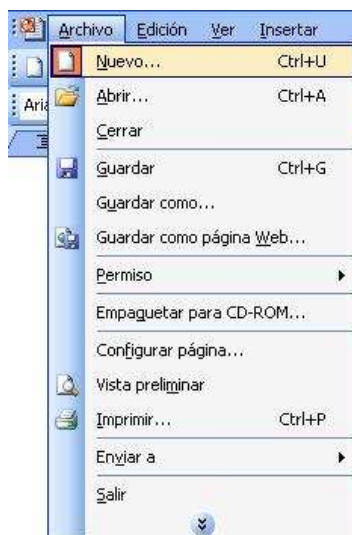 Archivo Edición Ver Insertar
Nuevo... Ctrl+U
Abrir... Ctrl+A
Cerrar
Guardar Ctrl+G
Guardar como...
Guardar como página Web...
Permiso
Empaquetar para CD-ROM...
Configurar página...
Vista preliminar
Imprimir... Ctrl+P
Enviar a
Salir